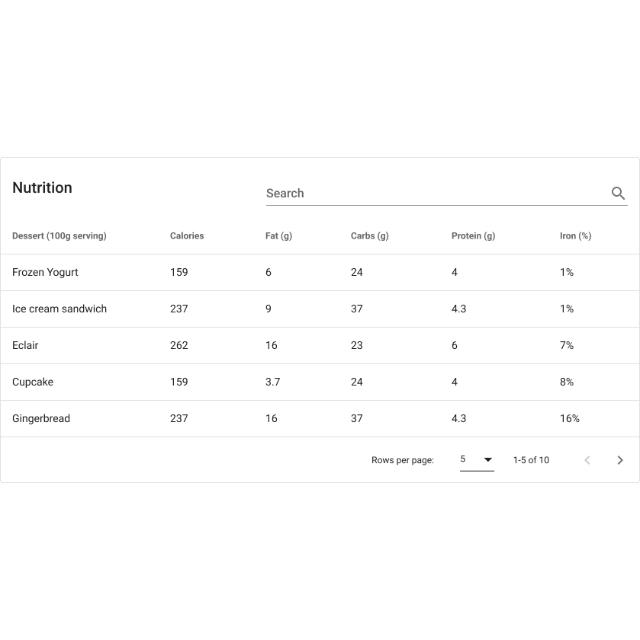 Nutrition
Search
Dessert (100g serving) Calories Fat (g) Carbs (g) Protein (g) Iron (%)
Frozen Yogurt 159 6 24 4 1%
Ice cream sandwich 237 9 37 4.3 1%
Eclair 262 16 23 6 7%
Cupcake 159 3.7 24 4 8%
Gingerbread 237 16 37 4.3 16%
Rows per page: 5 1-5 of 10